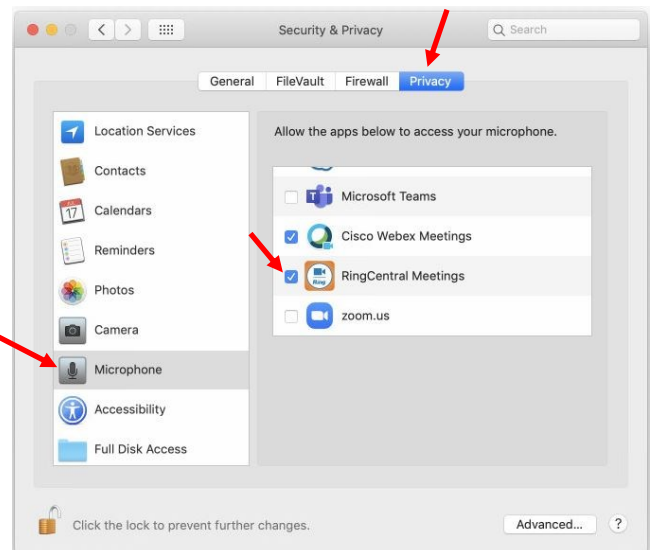 Security & Privacy
Search
General FileVault Firewall Privacy
Location Services
Contacts
17
Calendars
Reminders
Photos
Camera
Microphone
Accessibility
Full Disk Access
Allow the apps below to access your microphone.
Microsoft Teams
Cisco Webex Meetings
Ring
RingCentral Meetings
zoom.us
Click the lock to prevent further changes.
Advanced... ?